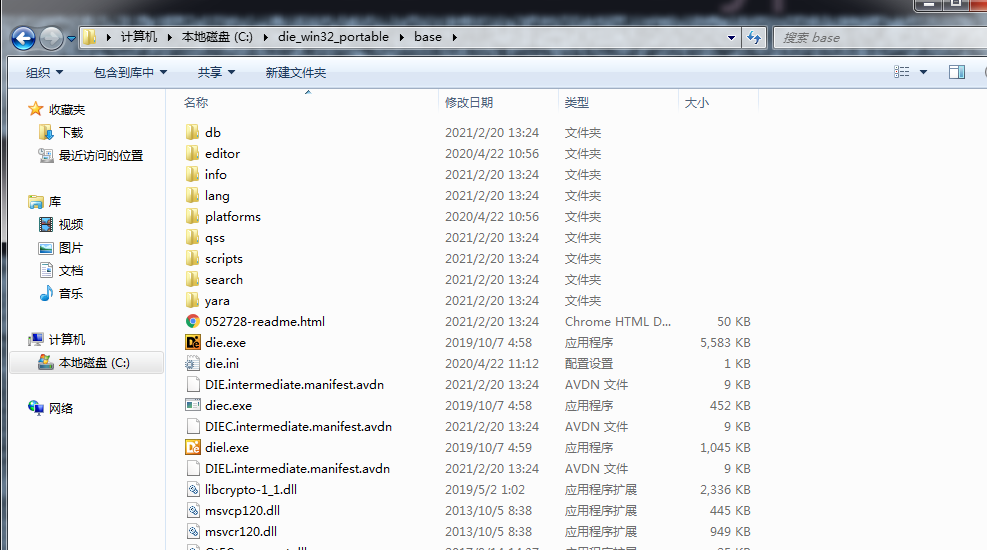 计算机 本地磁盘 (C:) die_win32_portable base 搜索 base
组织 包含到库中 共享 新建文件夹
名称 修改日期 类型 大小
收藏夹
下载
最近访问的位置
库
视频
图片
文档
音乐
计算机
本地磁盘 (C:)
网络
db 2021/2/20 13:24 文件夹
editor 2020/4/22 10:56 文件夹
info 2021/2/20 13:24 文件夹
lang 2021/2/20 13:24 文件夹
platforms 2020/4/22 10:56 文件夹
qss 2021/2/20 13:24 文件夹
scripts 2021/2/20 13:24 文件夹
search 2021/2/20 13:24 文件夹
yara 2021/2/20 13:24 文件夹
052728-readme.html 2021/2/20 13:24 Chrome HTML D... 50 KB
die.exe 2019/10/7 4:58 应用程序 5,583 KB
die.ini 2020/4/22 11:12 配置设置 1 KB
DIE.intermediate.manifest.avdn 2021/2/20 13:24 AVDN 文件 9 KB
diec.exe 2019/10/7 4:58 应用程序 452 KB
DIEC.intermediate.manifest.avdn 2021/2/20 13:24 AVDN 文件 9 KB
diel.exe 2019/10/7 4:59 应用程序 1,045 KB
DIEL.intermediate.manifest.avdn 2021/2/20 13:24 AVDN 文件 9 KB
libcrypto-1_1.dll 2019/5/2 1:02 应用程序扩展 2,336 KB
msvcp120.dll 2013/10/5 8:38 应用程序扩展 445 KB
msvcr120.dll 2013/10/5 8:38 应用程序扩展 949 KB